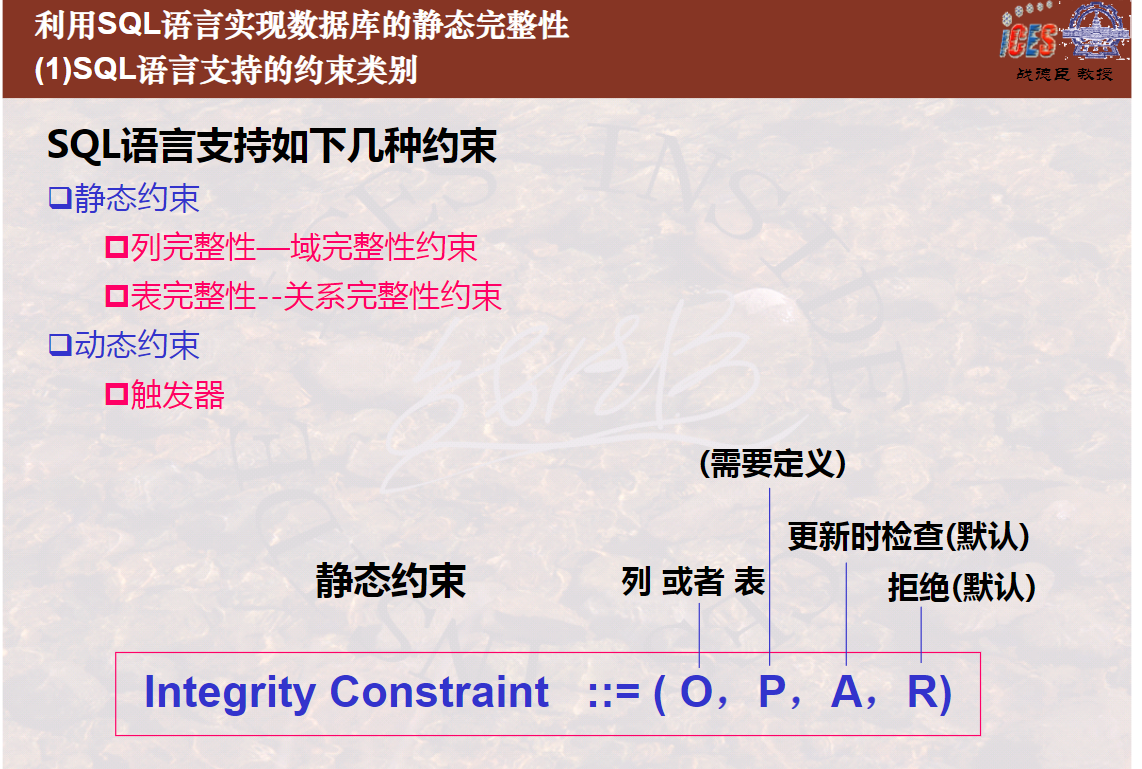 利用SQL语言实现数据库的静态完整性
(1)SQL语言支持的约束类别
iCES
战德臣 教授
SQL语言支持如下几种约束
静态约束
列完整性—域完整性约束
表完整性--关系完整性约束
动态约束
触发器
(需要定义)
更新时检查(默认)
静态约束
列 或者 表
拒绝(默认)
Integrity Constraint ::= ( O，P，A，R)